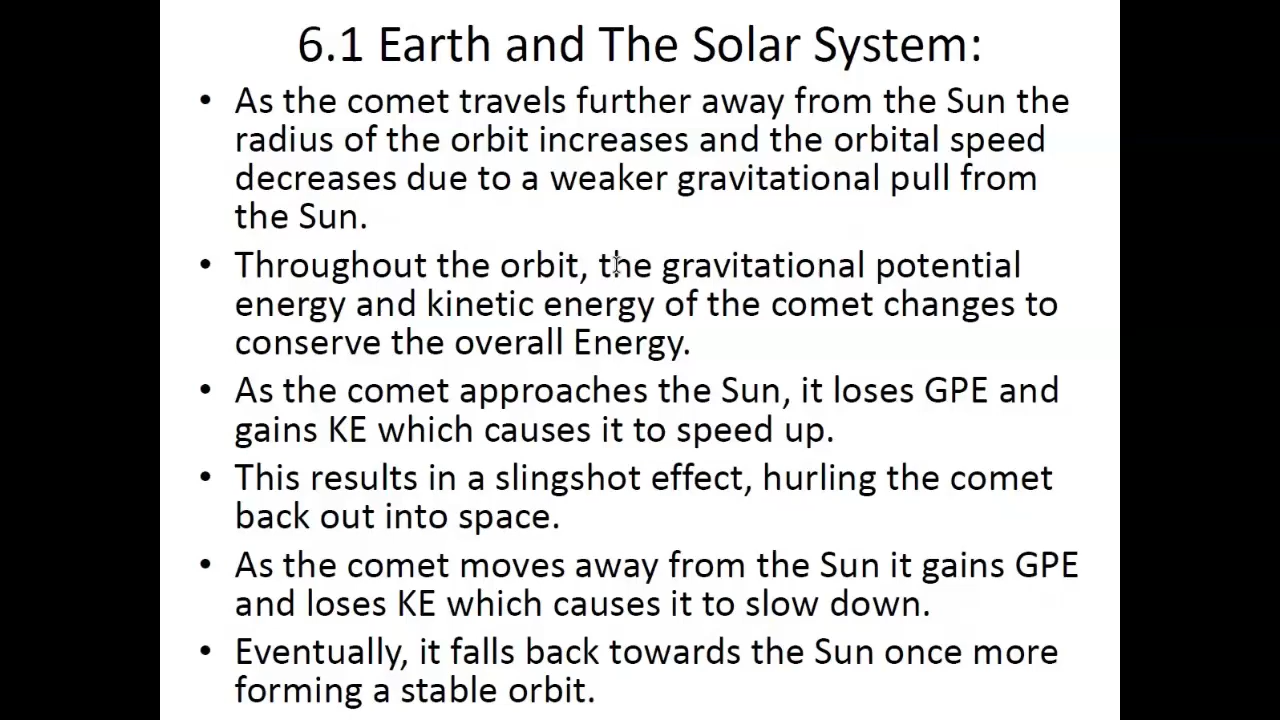 6.1 Earth and The Solar System:
• As the comet travels further away from the Sun the
radius of the orbit increases and the orbital speed
decreases due to a weaker gravitational pull from
the Sun.
• Throughout the orbit, the gravitational potential
energy and kinetic energy of the comet changes to
conserve the overall Energy.
• As the comet approaches the Sun, it loses GPE and
gains KE which causes it to speed up.
• This results in a slingshot effect, hurling the comet
back out into space.
• As the comet moves away from the Sun it gains GPE
and loses KE which causes it to slow down.
• Eventually, it falls back towards the Sun once more
forming a stable orbit.